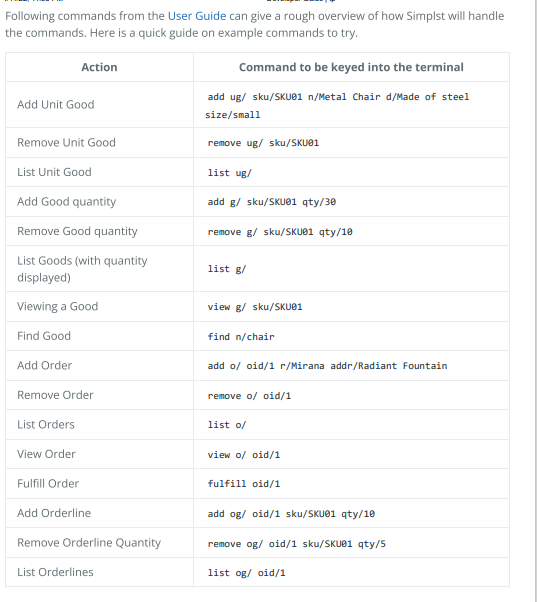 Following commands from the User Guide can give a rough overview of how Simplst will handle
the commands. Here is a quick guide on example commands to try.
Action Command to be keyed into the terminal
Add Unit Good add ug/ sku/SKU01 n/Metal Chair d/Made of steel
size/small
Remove Unit Good remove ug/ sku/SKU01
List Unit Good list ug/
Add Good quantity add g/ sku/SKU01 qty/30
Remove Good quantity remove g/ sku/SKU01 qty/10
List Goods (with quantity
displayed) list g/
Viewing a Good view g/ sku/SKU01
Find Good find n/chair
Add Order add o/ oid/1 r/Mirana addr/Radiant Fountain
Remove Order remove o/ oid/1
List Orders list o/
View Order view o/ oid/1
Fulfill Order fulfill oid/1
Add Orderline add og/ oid/1 sku/SKU01 qty/10
Remove Orderline Quantity remove og/ oid/1 sku/SKU01 qty/5
List Orderlines list og/ oid/1